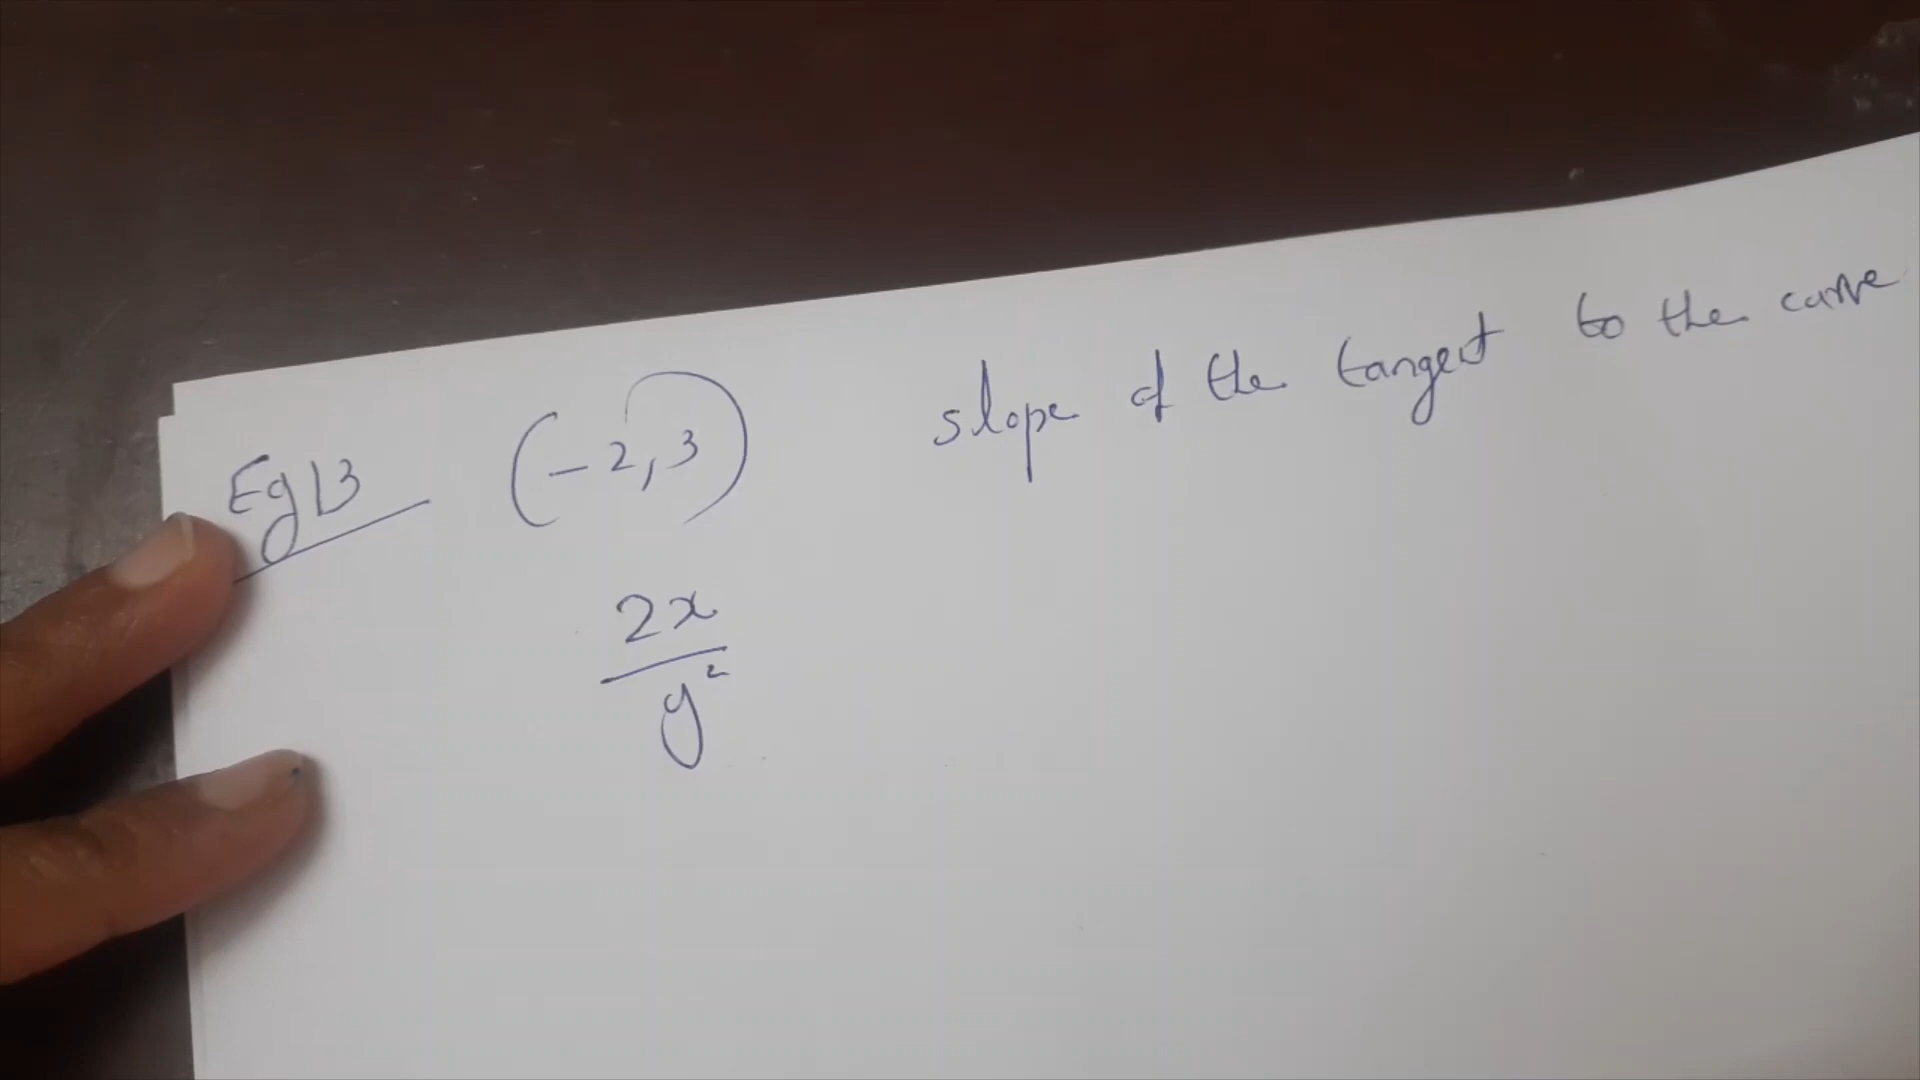 Eg 13 (-2, 3) slope of the tangent to the curve
2x
y²